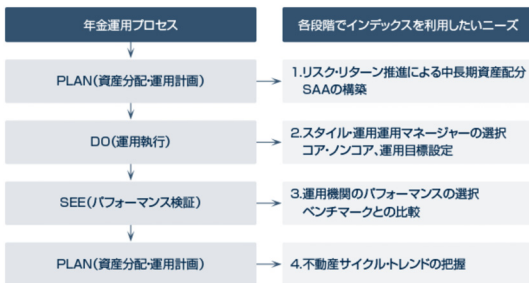 年金運用プロセス
各段階でインデックスを利用したいニーズ
PLAN(資産分配・運用計画)
1.リスク・リターン推進による中長期資産配分
SAAの構築
DO(運用執行)
2.スタイル・運用運用マネージャーの選択
コア・ノンコア、運用目標設定
SEE(パフォーマンス検証)
3.運用機関のパフォーマンスの選択
ベンチマークとの比較
PLAN(資産分配・運用計画)
4.不動産サイクル・トレンドの把握